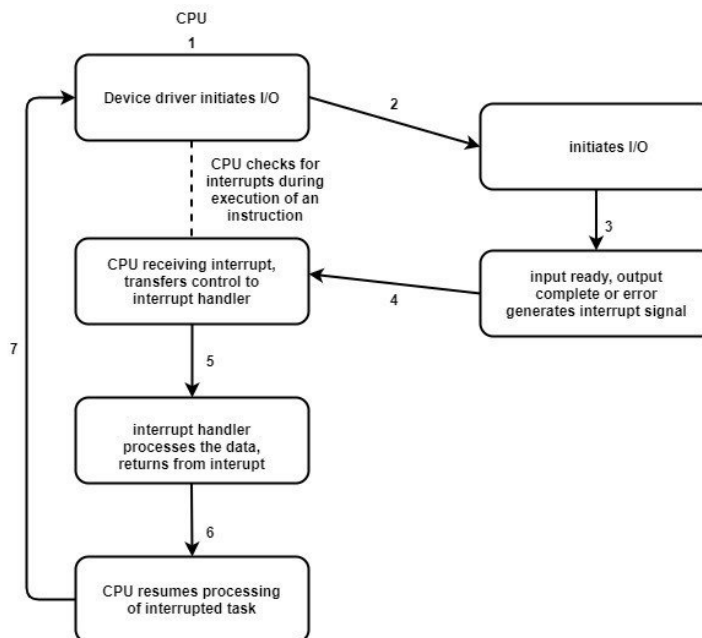 CPU
1
Device driver initiates I/O
2
initiates I/O
CPU checks for
interrupts during
execution of an
instruction
3
CPU receiving interrupt,
transfers control to
interrupt handler
4
input ready, output
complete or error
generates interrupt signal
5
7
interrupt handler
processes the data,
returns from interupt
6
CPU resumes processing
of interrupted task